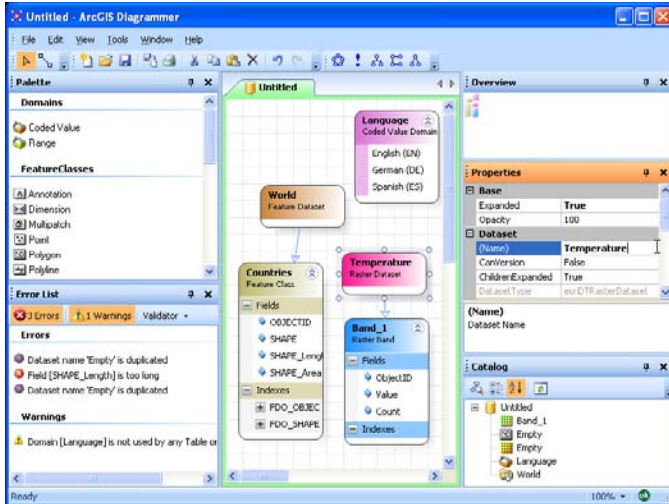 Untitled - ArcGIS Diagrammer
File Edit View Tools Window Help
Palette
Domains
Coded Value
Range
FeatureClasses
Annotation
Dimension
Multipatch
Point
Polygon
Polyline
Error List
3 Errors 1 Warnings Validator
Errors
Dataset name 'Empty' is duplicated
Field [SHAPE_Length] is too long
Dataset name 'Empty' is duplicated
Warnings
Domain [Language] is not used by any Table or
Untitled
Language
Coded Value Domain
English (EN)
German (DE)
Spanish (ES)
World
Feature Dataset
Countries
Feature Class
Fields
OBJECTID
SHAPE
SHAPE_Lengt
SHAPE_Area
Indexes
FDO_OBJEC
FDO_SHAPE
Temperature
Raster Dataset
Band_1
Raster Band
Fields
ObjectID
Value
Count
Indexes
Overview
Properties
Base
Expanded True
Opacity 100
Dataset
(Name) Temperature
CanVersion False
ChildrenExpanded True
DatasetType esriDTRasterDataset
(Name)
Dataset Name
Catalog
Untitled
Band_1
Empty
Empty
Language
World
Ready
100%
ok